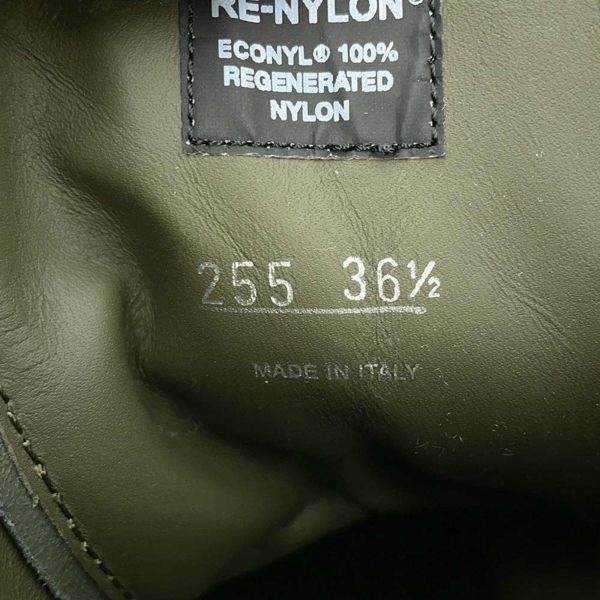 RE-NYLON®
ECONYL® 100%
REGENERATED
NYLON
255 36½
MADE IN ITALY